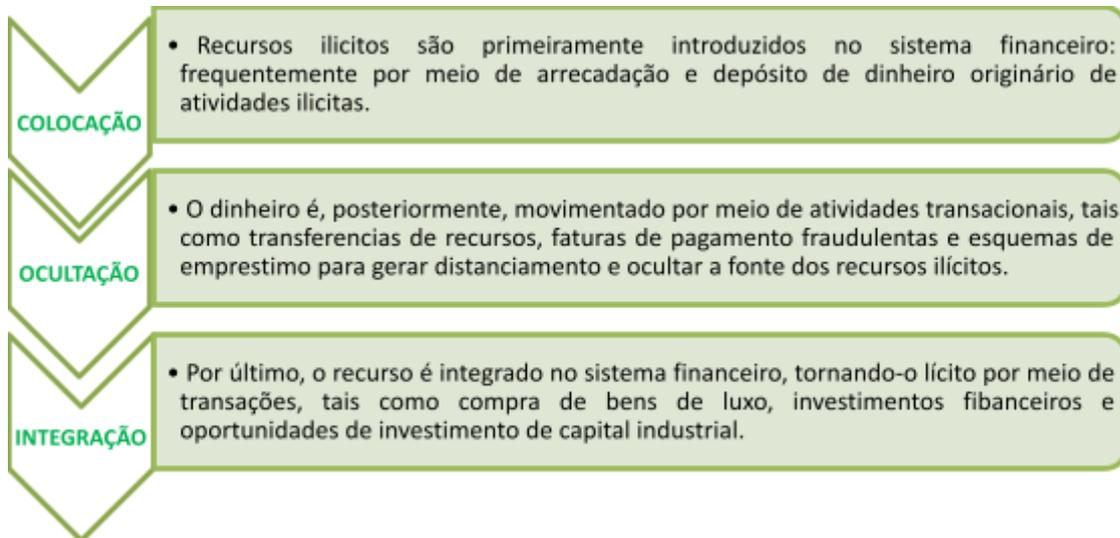 • Recursos ilicitos são primeiramente introduzidos no sistema financeiro:
frequentemente por meio de arrecadação e depósito de dinheiro originário de
atividades ilicitas.
COLOCAÇÃO
• O dinheiro é, posteriormente, movimentado por meio de atividades transacionais, tais
como transferencias de recursos, faturas de pagamento fraudulentas e esquemas de
emprestimo para gerar distanciamento e ocultar a fonte dos recursos ilícitos.
OCULTAÇÃO
• Por último, o recurso é integrado no sistema financeiro, tornando-o lícito por meio de
transações, tais como compra de bens de luxo, investimentos fibanceiros e
oportunidades de investimento de capital industrial.
INTEGRAÇÃO